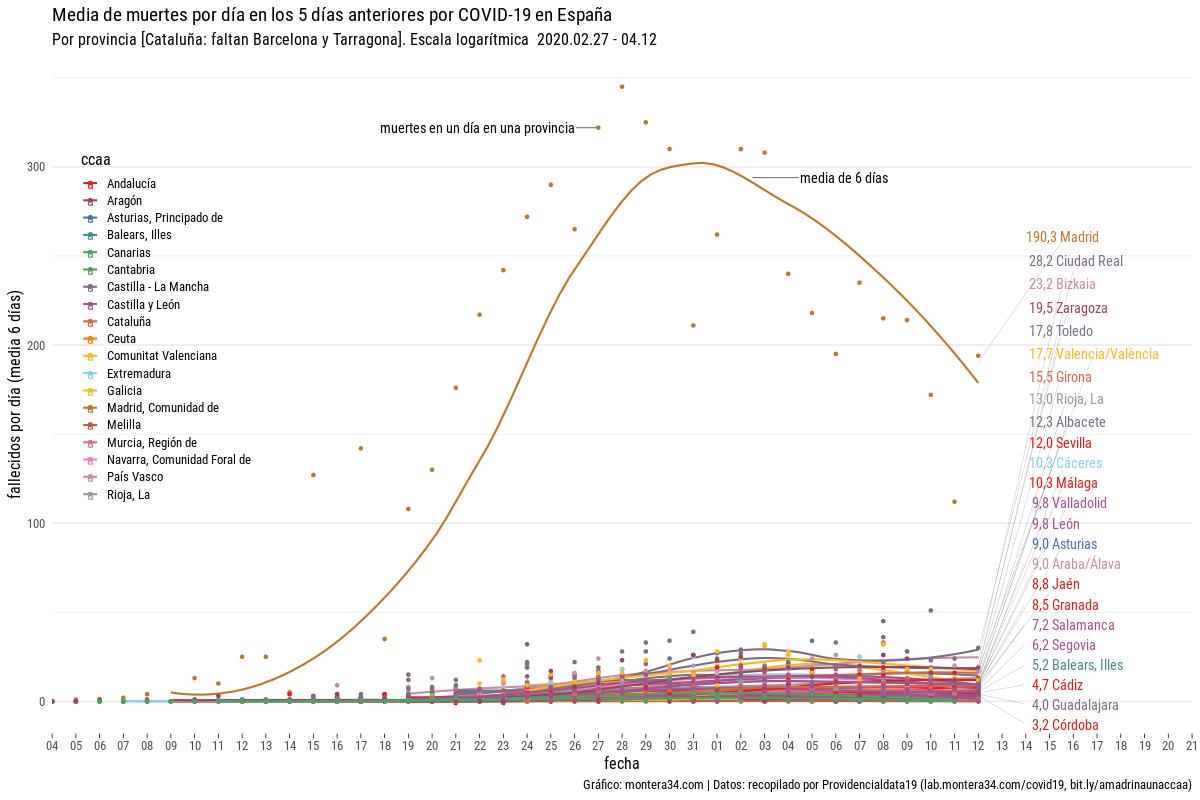 Media de muertes por día en los 5 días anteriores por COVID-19 en España
Por provincia [Cataluña: faltan Barcelona y Tarragona]. Escala logarítmica 2020.02.27 - 04.12
muertes en un día en una provincia
media de 6 días
ccaa
Andalucía
Aragón
Asturias, Principado de
Balears, Illes
Canarias
Cantabria
Castilla - La Mancha
Castilla y León
Cataluña
Ceuta
Comunitat Valenciana
Extremadura
Galicia
Madrid, Comunidad de
Melilla
Murcia, Región de
Navarra, Comunidad Foral de
País Vasco
Rioja, La
fallecidos por día (media 6 días)
300
200
100
0
190,3 Madrid
28,2 Ciudad Real
23,2 Bizkaia
19,5 Zaragoza
17,8 Toledo
17,7 Valencia/València
15,5 Girona
13,0 Rioja, La
12,3 Albacete
12,0 Sevilla
10,3 Cáceres
10,3 Málaga
9,8 Valladolid
9,8 León
9,0 Asturias
9,0 Araba/Álava
8,8 Jaén
8,5 Granada
7,2 Salamanca
6,2 Segovia
5,2 Balears, Illes
4,7 Cádiz
4,0 Guadalajara
3,2 Córdoba
04 05 06 07 08 09 10 11 12 13 14 15 16 17 18 19 20 21 22 23 24 25 26 27 28 29 30 31 01 02 03 04 05 06 07 08 09 10 11 12 13 14 15 16 17 18 19 20 21
fecha
Gráfico: montera34.com | Datos: recopilado por Providencialdata19 (lab.montera34.com/covid19, bit.ly/amadrinaunaccaa)